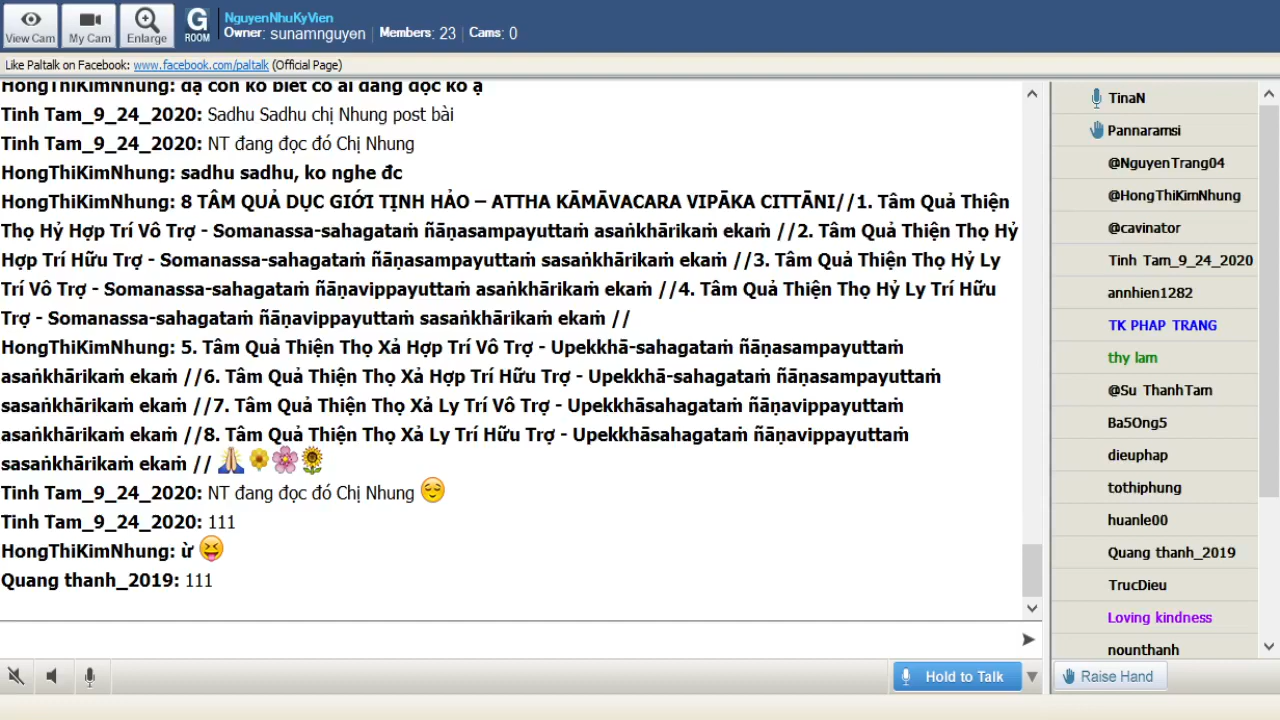 View Cam
My Cam
Enlarge
G
ROOM
NguyenNhuKyVien
Owner: sunamnguyen | Members: 23 | Cams: 0
Like Paltalk on Facebook: www.facebook.com/paltalk (Official Page)
HongThiKimNhung: dạ con ko biết có ai đang đọc ko ạ
Tinh Tam_9_24_2020: Sadhu Sadhu chị Nhung post bài
Tinh Tam_9_24_2020: NT đang đọc đó Chị Nhung
HongThiKimNhung: sadhu sadhu, ko nghe đc
HongThiKimNhung: 8 TÂM QUẢ DỤC GIỚI TỊNH HẢO – ATTHA KĀMĀVACARA VIPĀKA CITTĀNI//1. Tâm Quả Thiện
Thọ Hỷ Hợp Trí Vô Trợ - Somanassa-sahagataṁ ñāṇasampayuttaṁ asaṅkhārikaṁ ekaṁ //2. Tâm Quả Thiện Thọ Hỷ
Hợp Trí Hữu Trợ - Somanassa-sahagataṁ ñāṇasampayuttaṁ sasaṅkhārikaṁ ekaṁ //3. Tâm Quả Thiện Thọ Hỷ Ly
Trí Vô Trợ - Somanassa-sahagataṁ ñāṇavippayuttaṁ asaṅkhārikaṁ ekaṁ //4. Tâm Quả Thiện Thọ Hỷ Ly Trí Hữu
Trợ - Somanassa-sahagataṁ ñāṇavippayuttaṁ sasaṅkhārikaṁ ekaṁ //
HongThiKimNhung: 5. Tâm Quả Thiện Thọ Xả Hợp Trí Vô Trợ - Upekkhā-sahagataṁ ñāṇasampayuttaṁ
asaṅkhārikaṁ ekaṁ //6. Tâm Quả Thiện Thọ Xả Hợp Trí Hữu Trợ - Upekkhā-sahagataṁ ñāṇasampayuttaṁ
sasaṅkhārikaṁ ekaṁ //7. Tâm Quả Thiện Thọ Xả Ly Trí Vô Trợ - Upekkhāsahagataṁ ñāṇavippayuttaṁ
asaṅkhārikaṁ ekaṁ //8. Tâm Quả Thiện Thọ Xả Ly Trí Hữu Trợ - Upekkhāsahagataṁ ñāṇavippayuttaṁ
sasaṅkhārikaṁ ekaṁ // 🙏🌼🌸🌻
Tinh Tam_9_24_2020: NT đang đọc đó Chị Nhung 😌
Tinh Tam_9_24_2020: 111
HongThiKimNhung: ừ 😝
Quang thanh_2019: 111
Hold to Talk
TinaN
Pannaramsi
@NguyenTrang04
@HongThiKimNhung
@cavinator
Tinh Tam_9_24_2020
annhien1282
TK PHAP TRANG
thy lam
@Su ThanhTam
Ba5Ong5
dieuphap
tothiphung
huanle00
Quang thanh_2019
TrucDieu
Loving kindness
nounthanh
Raise Hand